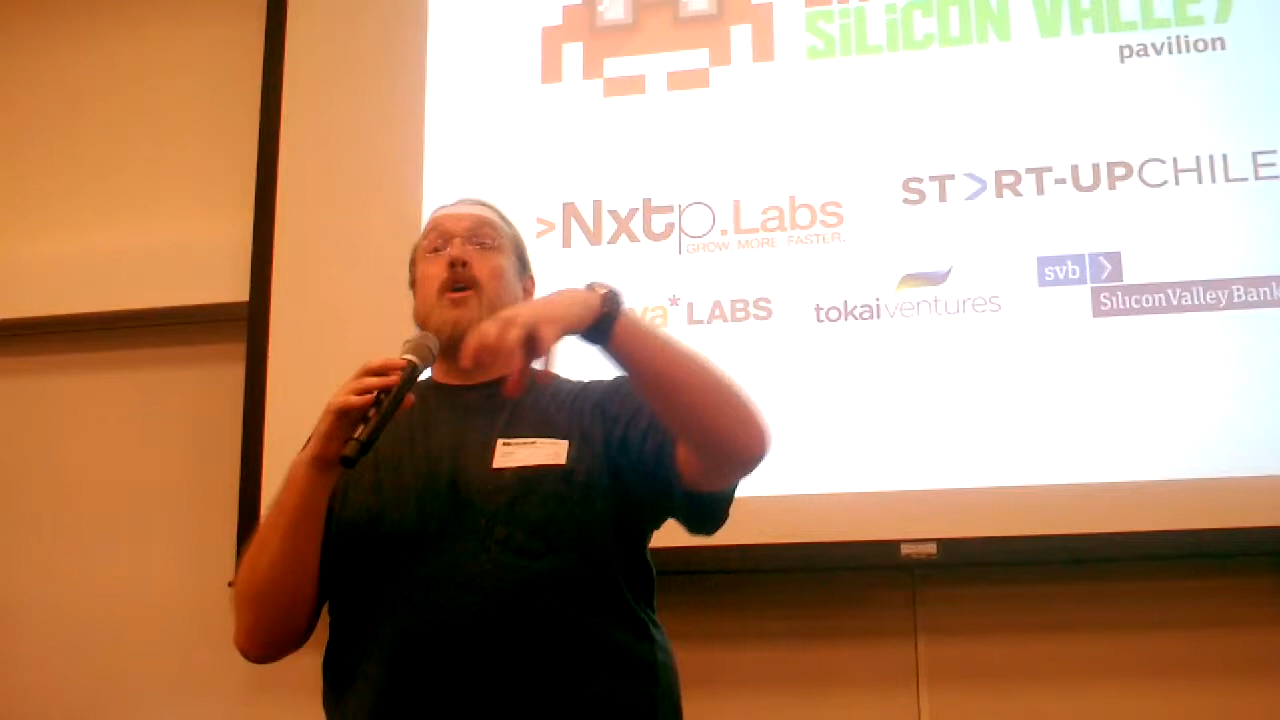 SiLiCON VALLEY
pavilion
ST>RT-UPCHILE
>Nxtp.Labs
GROW. MORE. FASTER.
svb >
Silicon Valley Bank
tokaiventures
LABS